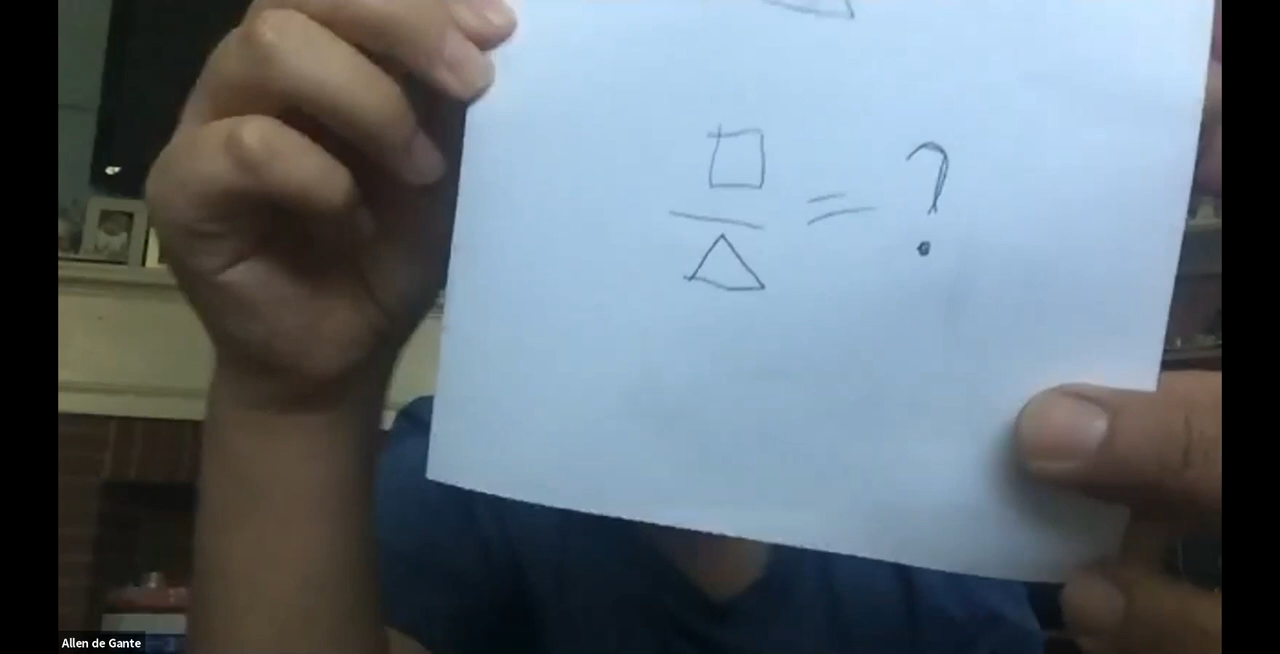 □
—
△
= ?
Allen de Gante